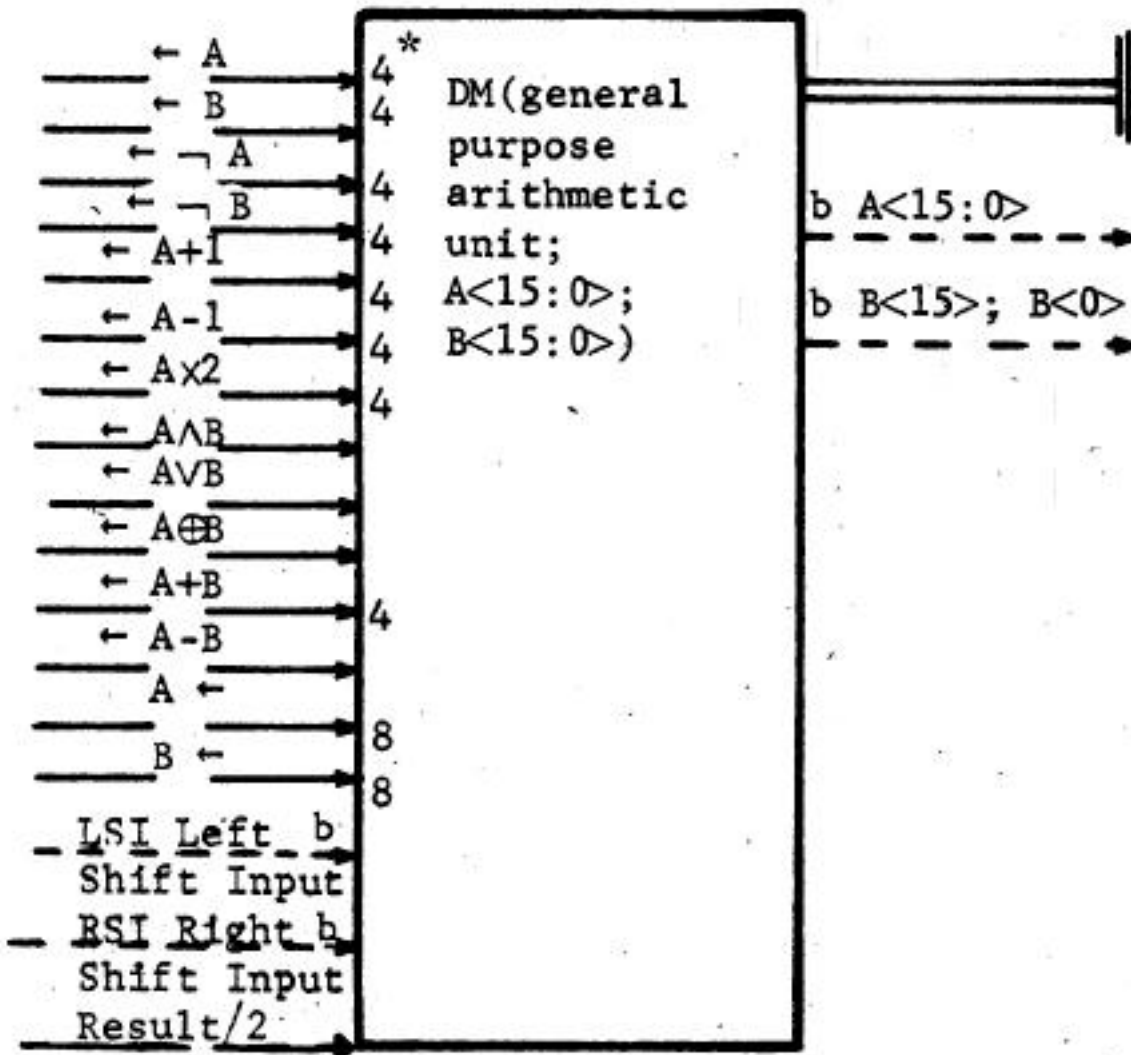 ← A
← B
← ¬ A
← ¬ B
← A+1
← A-1
← A×2
← A∧B
← A∨B
← A⊕B
← A+B
← A-B
A ←
B ←
LSI Left b
Shift Input
RSI Right b
Shift Input
Result/2
4*
4
4
4
4
4
4
4
8
8
DM(general
purpose
arithmetic
unit;
A<15:0>;
B<15:0>)
b A<15:0>
b B<15>; B<0>